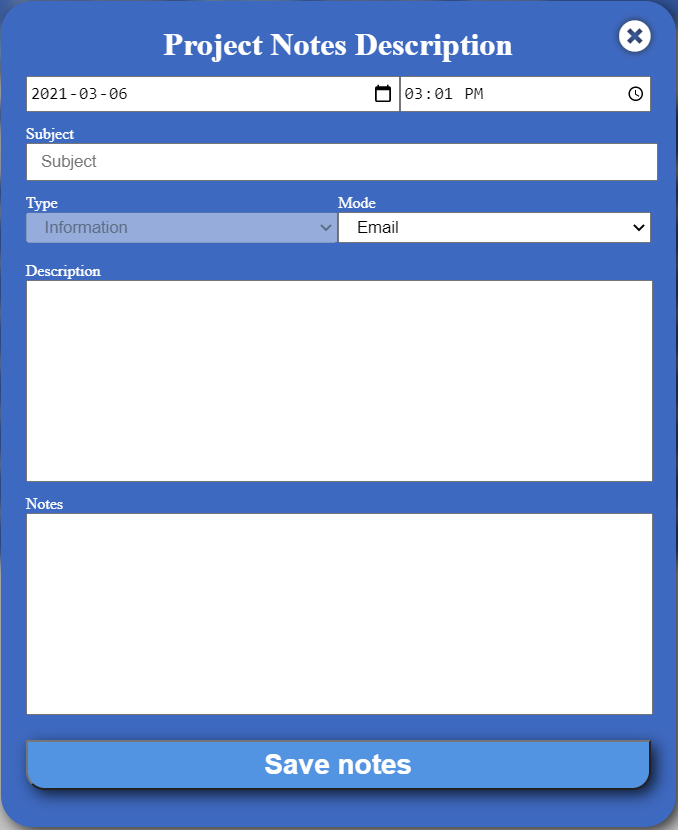 Project Notes Description
2021-03-06 03:01 PM
Subject
Subject
Type Mode
Information Email
Description
Notes
Save notes